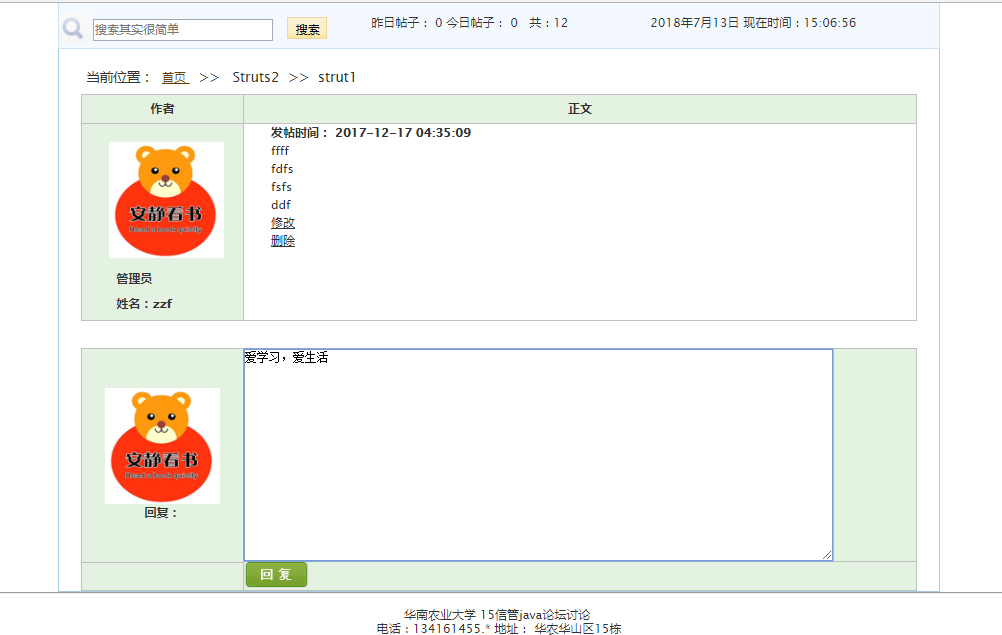 搜索其实很简单 搜索 昨日帖子： 0 今日帖子： 0 共：12 2018年7月13日 现在时间：15:06:56
当前位置： 首页 >> Struts2 >> strut1
作者 正文
发帖时间： 2017-12-17 04:35:09
ffff
fdfs
fsfs
ddf
修改
删除
安静看书
Read a book quietly
管理员
姓名：zzf
爱学习，爱生活
安静看书
Read a book quietly
回复：
回 复
华南农业大学 15信管java论坛讨论
电话：134161455.* 地址： 华农华山区15栋